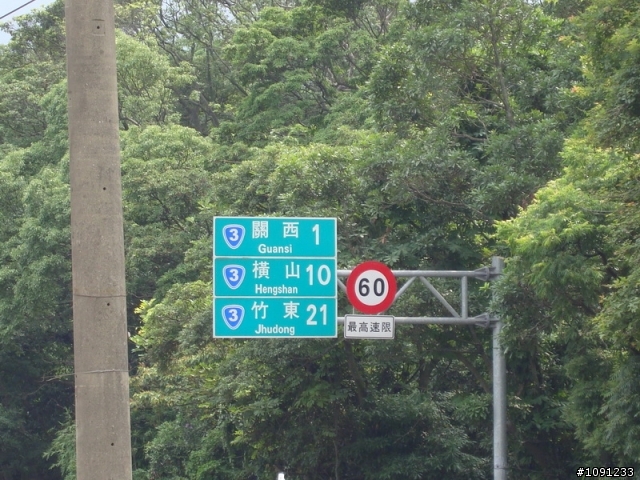 3 關西 1
Guansi
3 橫山 10
Hengshan
3 竹東 21
Jhudong
60
最高速限
#1091233